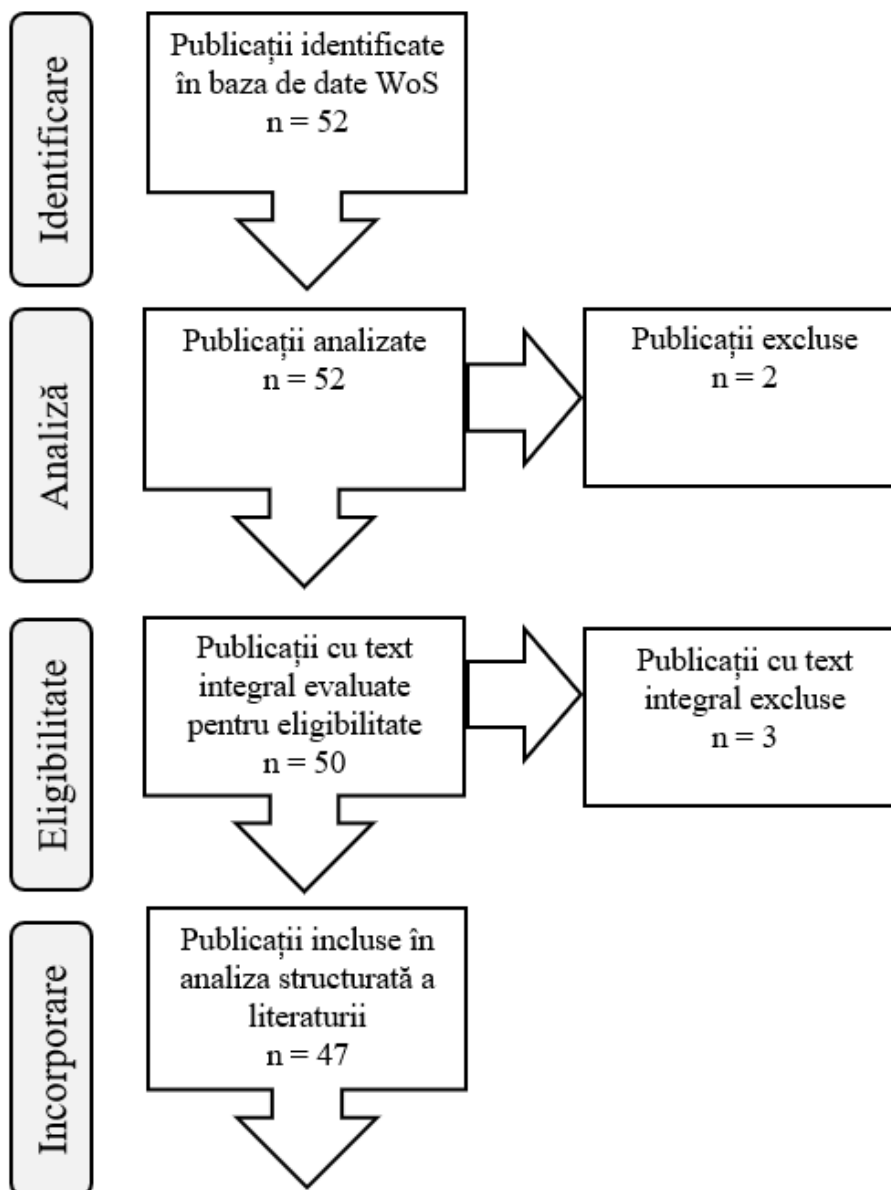 Identificare
Publicații identificate
în baza de date WoS
n = 52
Analiză
Publicații analizate
n = 52
Publicații excluse
n = 2
Eligibilitate
Publicații cu text
integral evaluate
pentru eligibilitate
n = 50
Publicații cu text
integral excluse
n = 3
Incorporare
Publicații incluse în
analiza structurată a
literaturii
n = 47